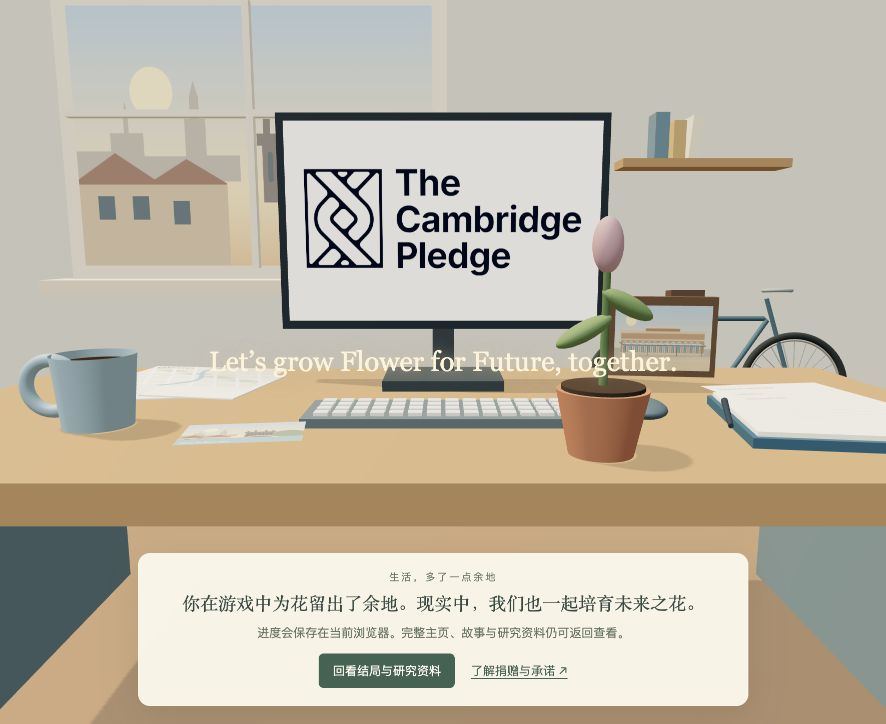 The
Cambridge
Pledge
Let’s grow Flower for Future, together.
生活，多了一点余地
你在游戏中为花留出了余地。现实中，我们也一起培育未来之花。
进度会保存在当前浏览器。完整主页、故事与研究资料仍可返回查看。
回看结局与研究资料
了解捐赠与承诺 ↗